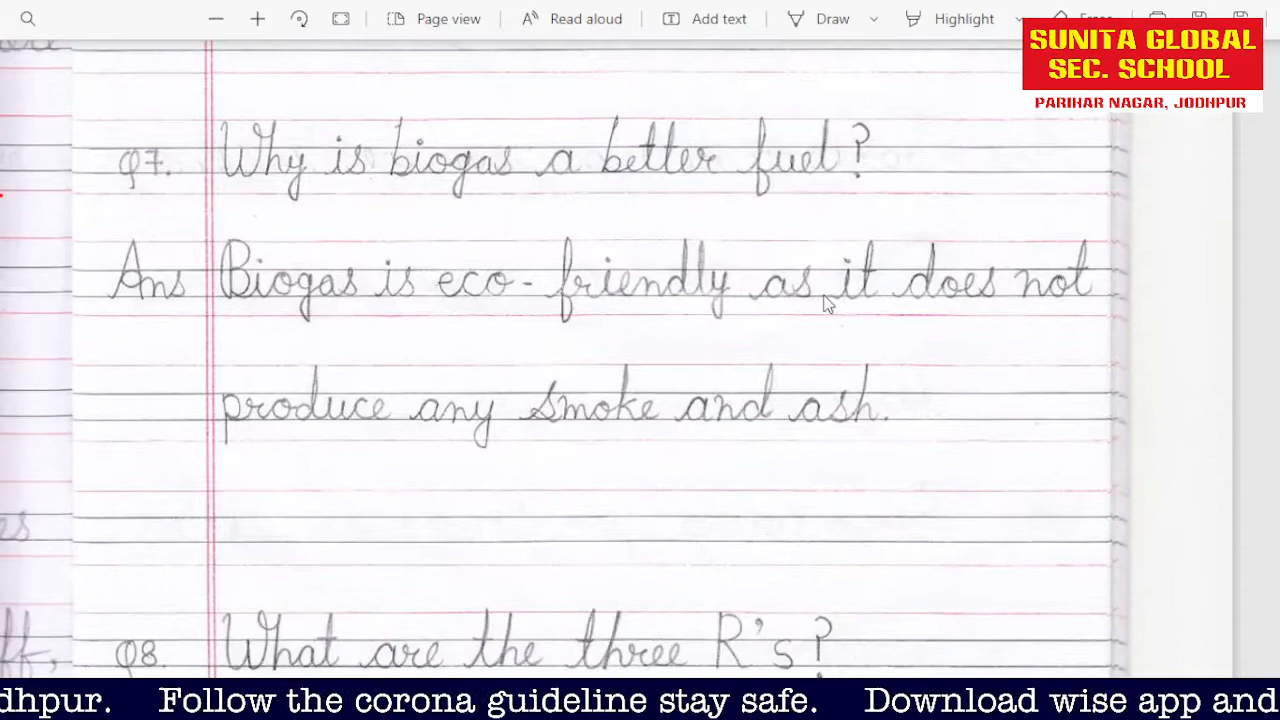 Page view
Read aloud
Add text
Draw
Highlight
SUNITA GLOBAL
SEC. SCHOOL
PARIHAR NAGAR, JODHPUR
Q7. Why is biogas a better fuel?
Ans Biogas is eco-friendly as it does not
produce any smoke and ash.
Q8. What are the three R's?
dhpur. Follow the corona guideline stay safe. Download wise app and